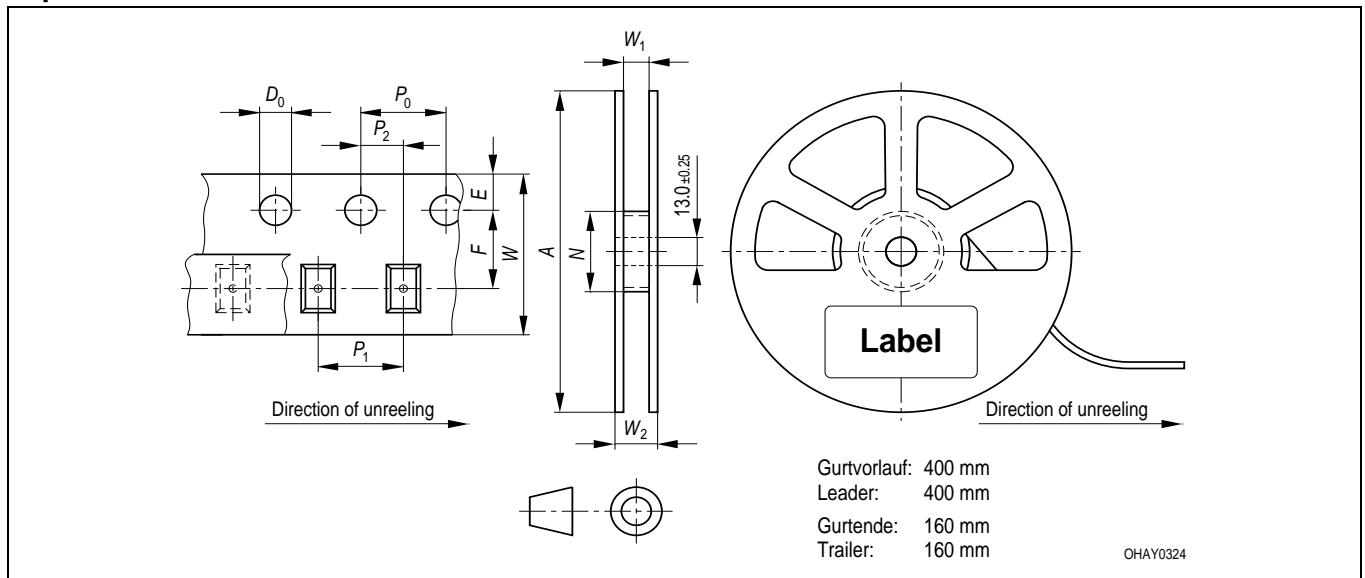 W1
D0
P0
P2
E
F
W
A
N
13.0 ±0.25
P1
W2
Label
Direction of unreeling
Direction of unreeling
Gurtvorlauf: 400 mm
Leader: 400 mm
Gurtende: 160 mm
Trailer: 160 mm
OHAY0324